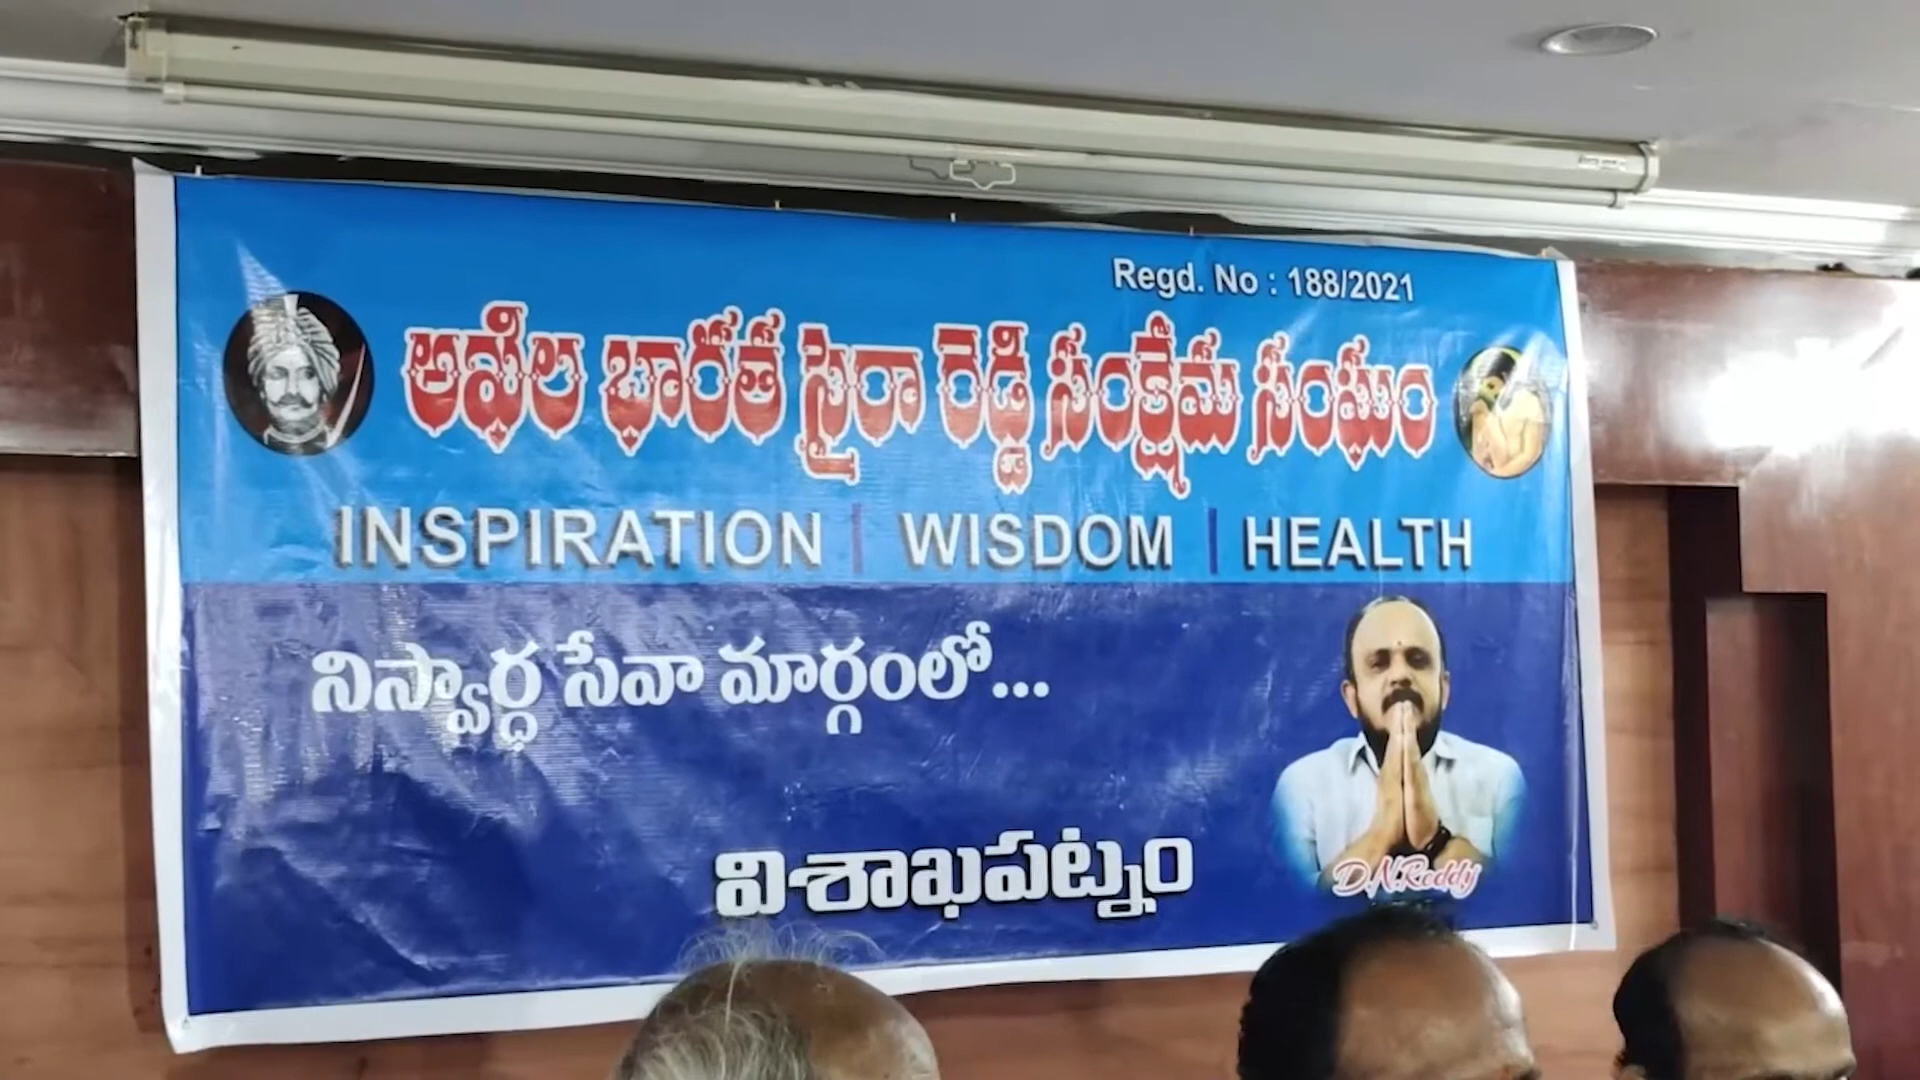 Regd. No : 188/2021
అఖిల భారత సైరా రెడ్డి సంక్షేమ సంఘం
INSPIRATION | WISDOM | HEALTH
నిస్వార్ధ సేవా మార్గంలో...
విశాఖపట్నం
D.N.Reddy